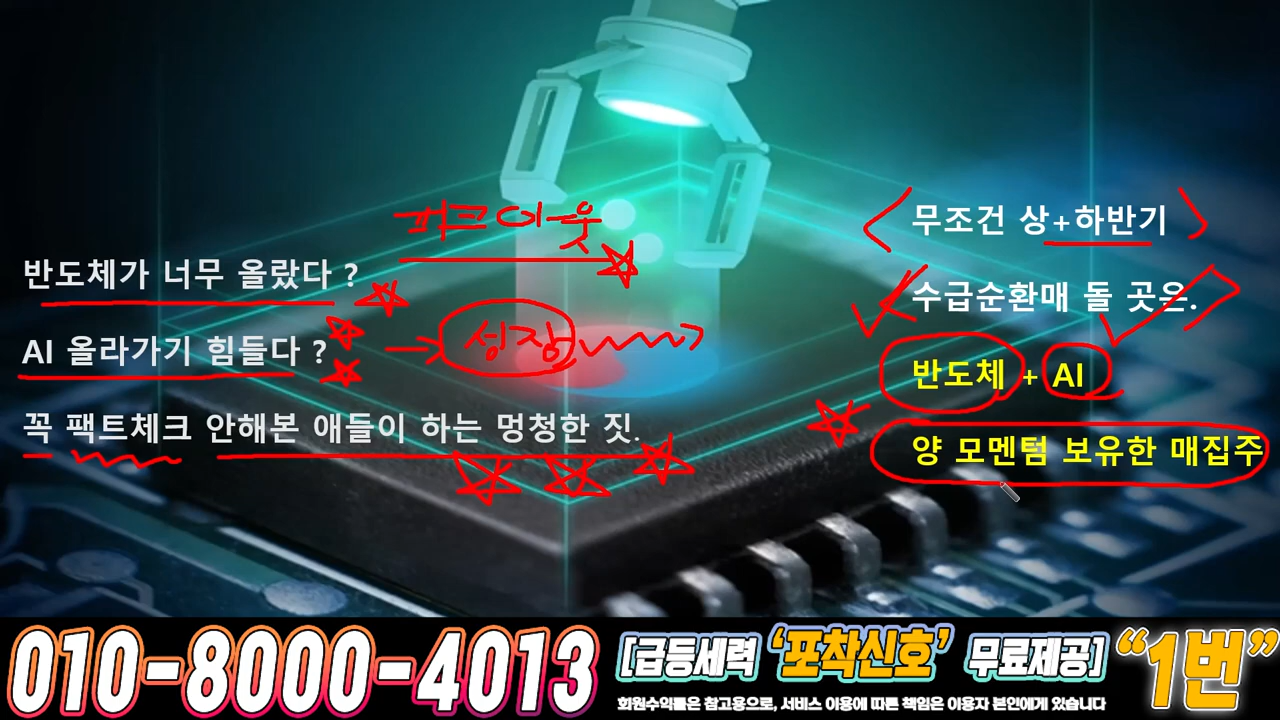 피크이웃
반도체가 너무 올랐다 ?
AI 올라가기 힘들다 ?
성장
꼭 팩트체크 안해본 애들이 하는 멍청한 짓.
무조건 상+하반기
수급순환매 돌 곳은.
반도체 + AI
양 모멘텀 보유한 매집주
010-8000-4013
[급등세력 '포착신호' 무료제공] "1번"
회원수익률은 참고용으로, 서비스 이용에 따른 책임은 이용자 본인에게 있습니다